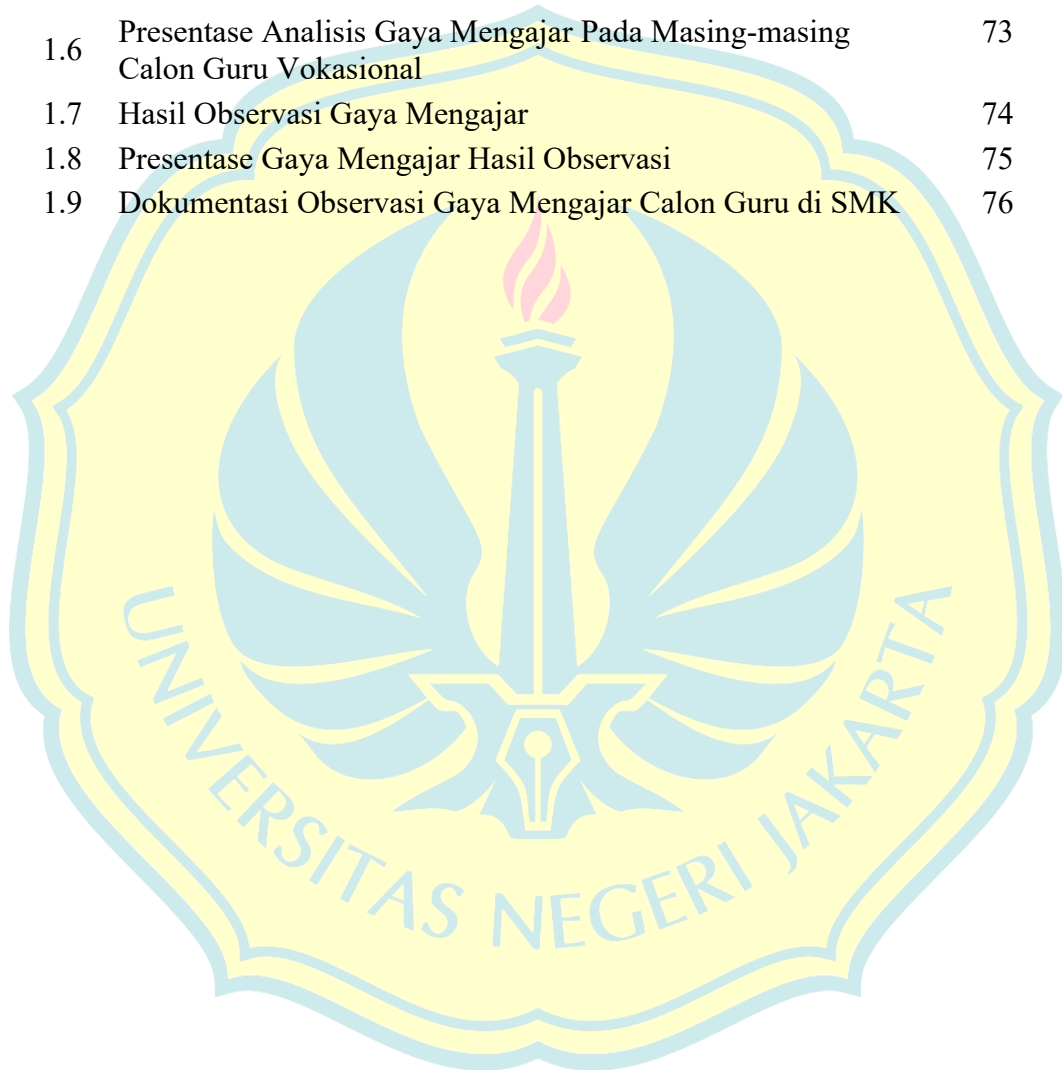 1.6 Presentase Analisis Gaya Mengajar Pada Masing-masing 73
Calon Guru Vokasional
1.7 Hasil Observasi Gaya Mengajar 74
1.8 Presentase Gaya Mengajar Hasil Observasi 75
1.9 Dokumentasi Observasi Gaya Mengajar Calon Guru di SMK 76
UNIVERSITAS NEGERI JAKARTA